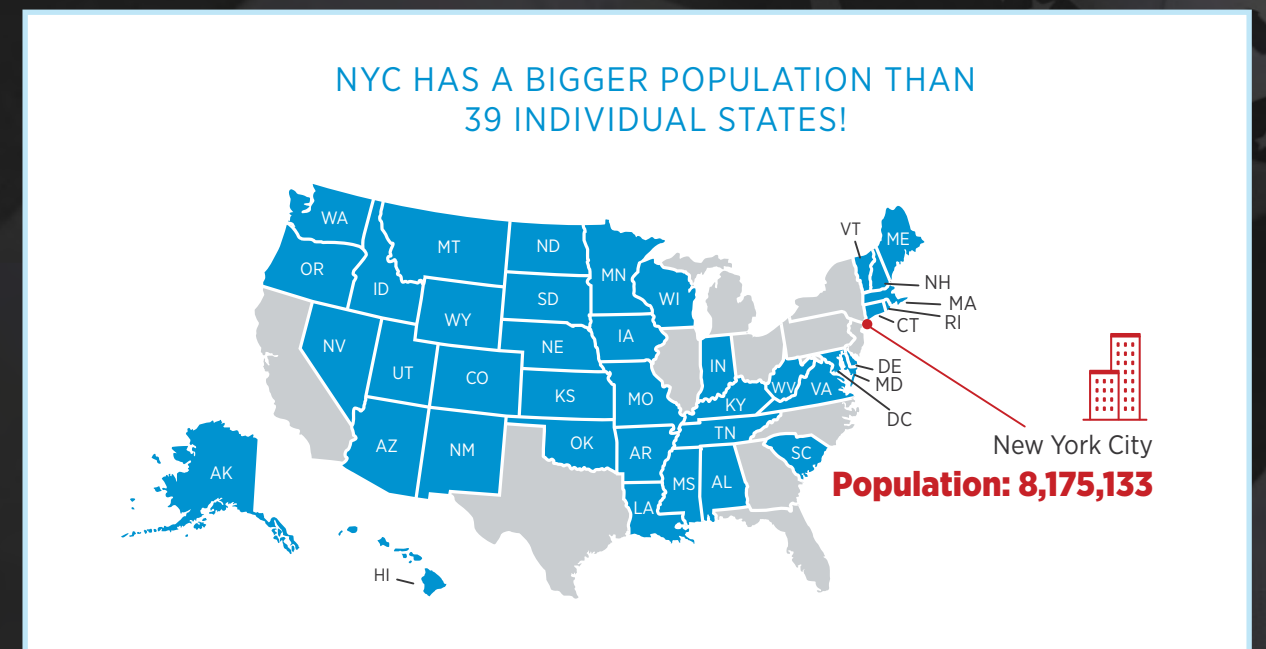 NYC HAS A BIGGER POPULATION THAN
39 INDIVIDUAL STATES!
WA
OR
ID
MT
WY
NV
UT
CO
AZ
NM
ND
SD
NE
KS
OK
MN
IA
MO
AR
LA
WI
IN
KY
TN
MS
AL
WV
VA
SC
VT
ME
NH
MA
RI
CT
DE
MD
DC
AK
HI
New York City
Population: 8,175,133